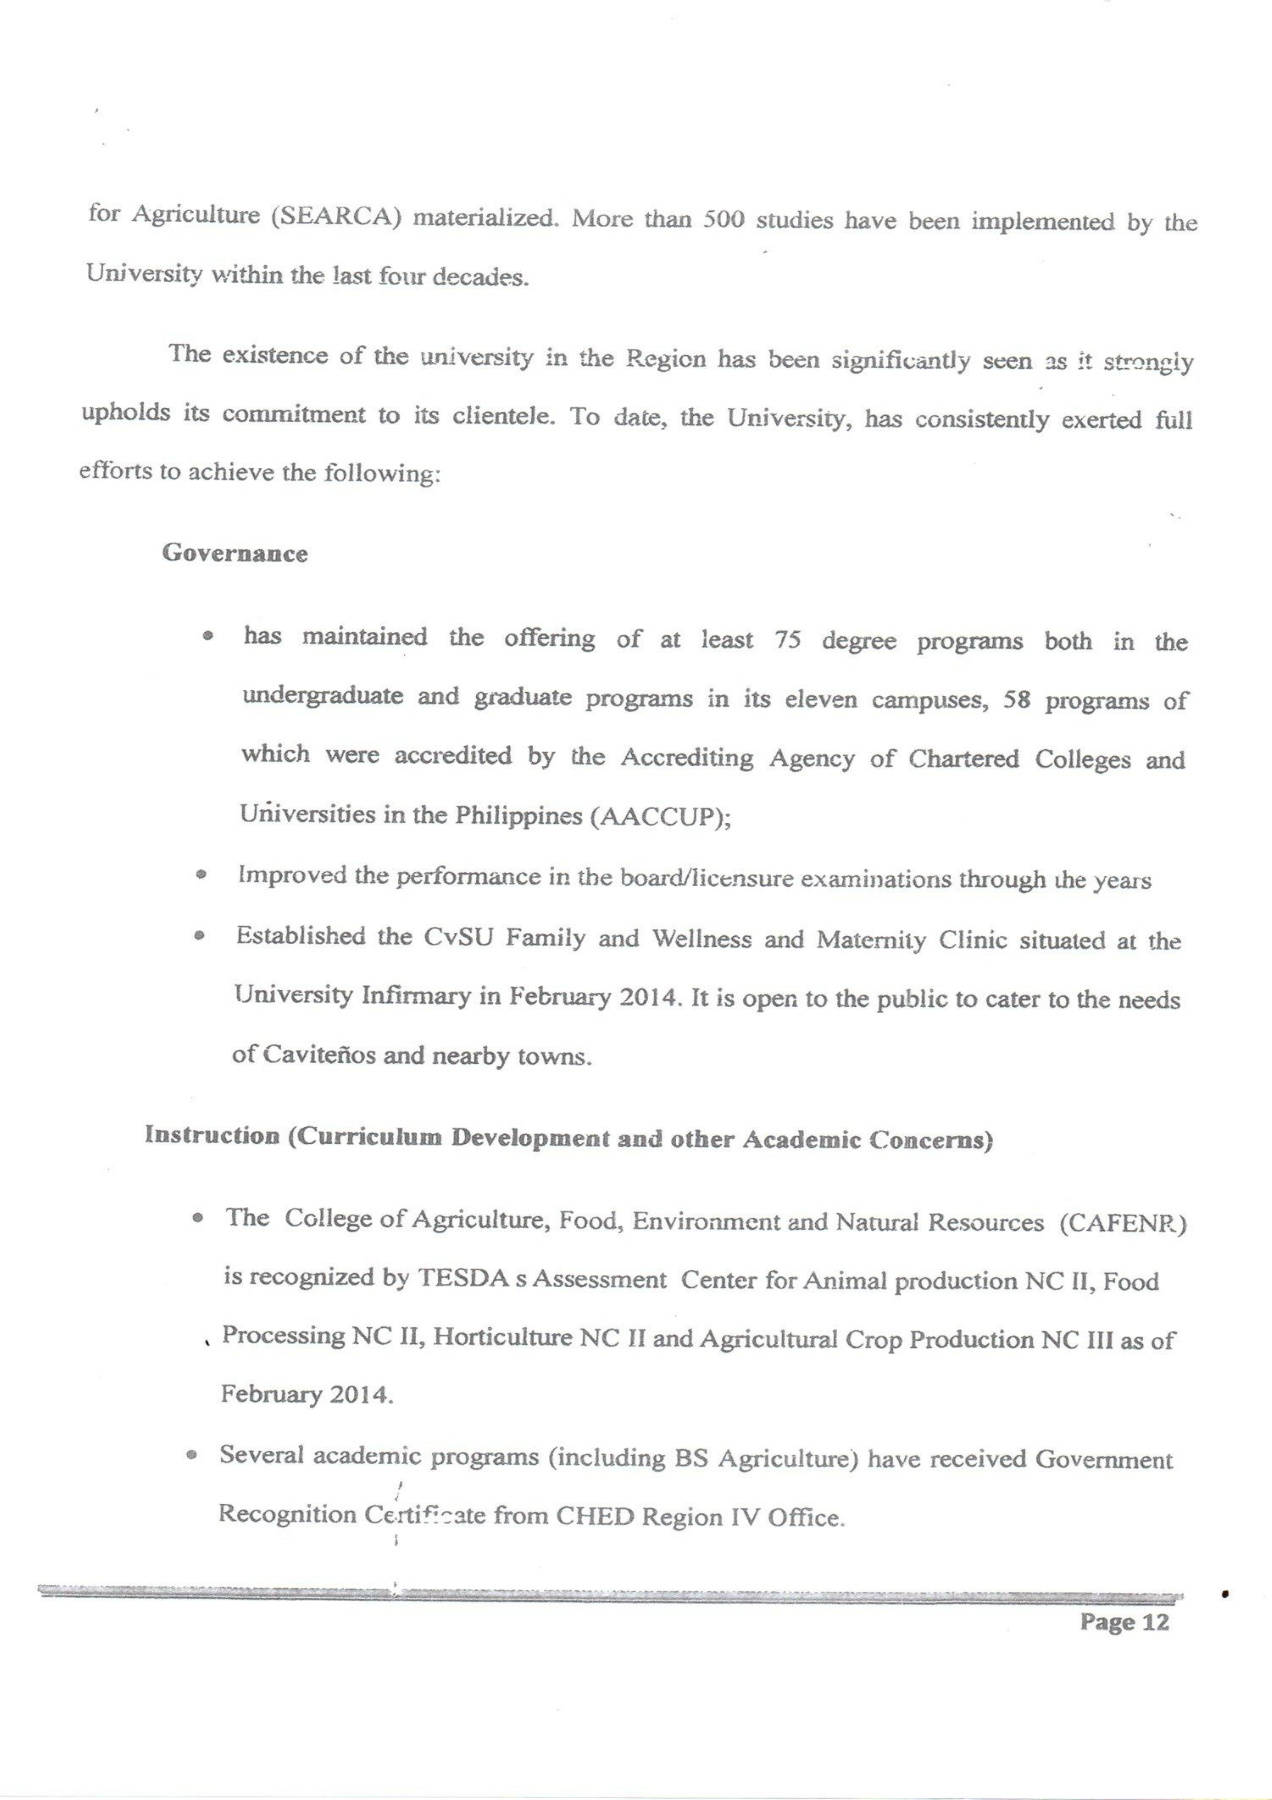 for Agriculture (SEARCA) materialized. More than 500 studies have been implemented by the
University within the last four decades.
The existence of the university in the Region has been significantly seen as it strongly
upholds its commitment to its clientele. To date, the University, has consistently exerted full
efforts to achieve the following:
Governance
• has maintained the offering of at least 75 degree programs both in the
undergraduate and graduate programs in its eleven campuses, 58 programs of
which were accredited by the Accrediting Agency of Chartered Colleges and
Universities in the Philippines (AACCUP);
• Improved the performance in the board/licensure examinations through the years
• Established the CvSU Family and Wellness and Maternity Clinic situated at the
University Infirmary in February 2014. It is open to the public to cater to the needs
of Caviteños and nearby towns.
Instruction (Curriculum Development and other Academic Concerns)
• The College of Agriculture, Food, Environment and Natural Resources (CAFENR)
is recognized by TESDA s Assessment Center for Animal production NC II, Food
Processing NC II, Horticulture NC II and Agricultural Crop Production NC III as of
February 2014.
• Several academic programs (including BS Agriculture) have received Government
Recognition Certificate from CHED Region IV Office.
Page 12